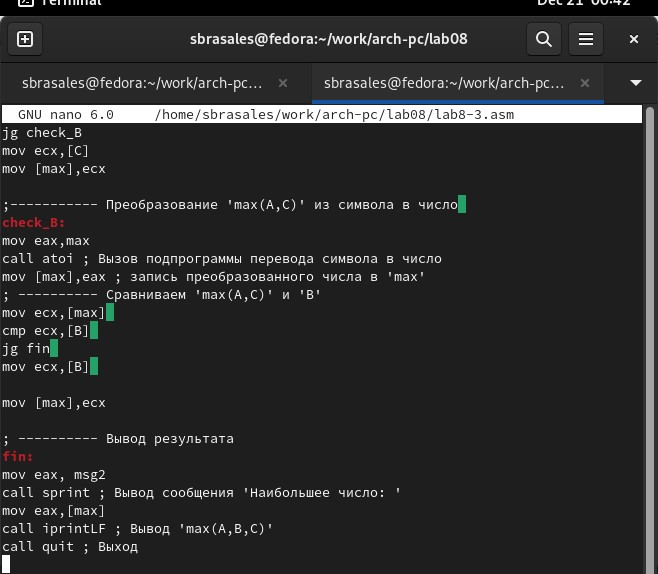 Terminal
Dec 21 00:42
sbrasales@fedora:~/work/arch-pc/lab08
sbrasales@fedora:~/work/arch-pc... × sbrasales@fedora:~/work/arch-pc... ×
GNU nano 6.0 /home/sbrasales/work/arch-pc/lab08/lab8-3.asm
jg check_B
mov ecx,[C]
mov [max],ecx
;----------- Преобразование 'max(A,C)' из символа в число
check_B:
mov eax,max
call atoi ; Вызов подпрограммы перевода символа в число
mov [max],eax ; запись преобразованного числа в 'max'
; ---------- Сравниваем 'max(A,C)' и 'B'
mov ecx,[max]
cmp ecx,[B]
jg fin
mov ecx,[B]
mov [max],ecx
; ---------- Вывод результата
fin:
mov eax, msg2
call sprint ; Вывод сообщения 'Наибольшее число: '
mov eax,[max]
call iprintLF ; Вывод 'max(A,B,C)'
call quit ; Выход